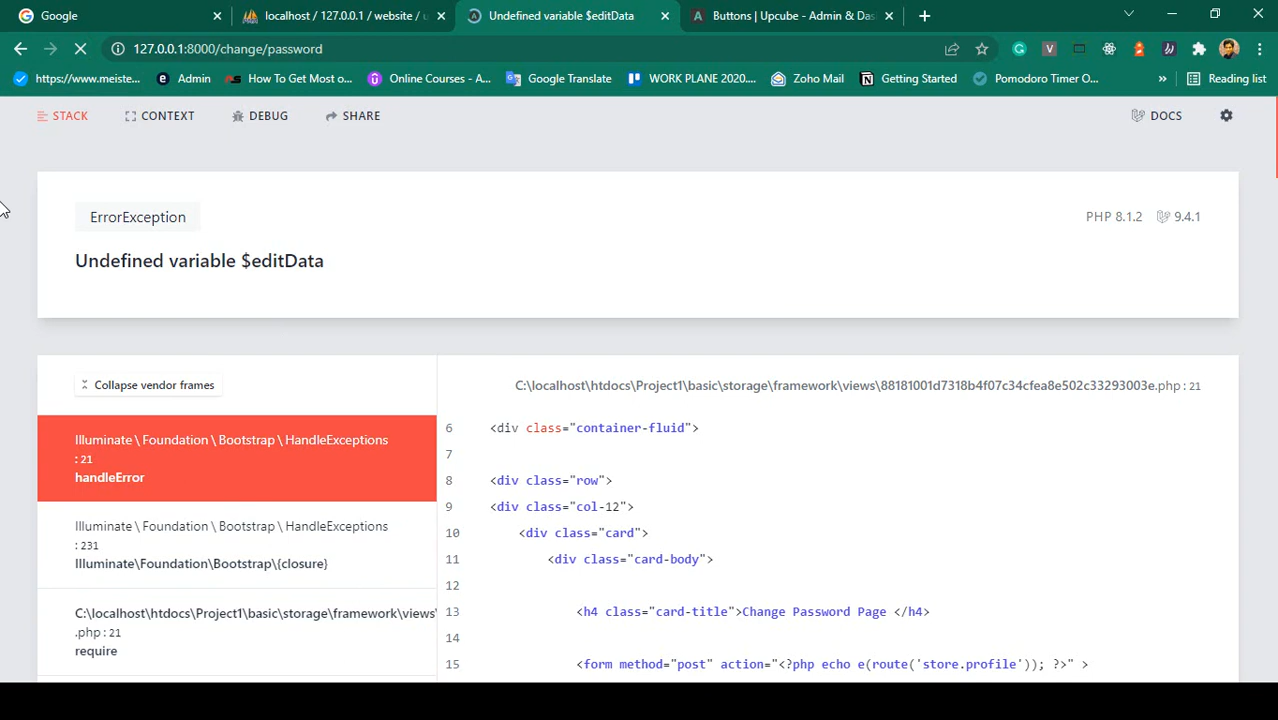 Google
localhost / 127.0.0.1 / website / u
Undefined variable $editData
Buttons | Upcube - Admin & Das
127.0.0.1:8000/change/password
https://www.meiste...
Admin
How To Get Most o...
Online Courses - A...
Google Translate
WORK PLANE 2020....
Zoho Mail
Getting Started
Pomodoro Timer O...
»
Reading list
STACK
CONTEXT
DEBUG
SHARE
DOCS
ErrorException
PHP 8.1.2
9.4.1
Undefined variable $editData
Collapse vendor frames
C:\localhost\htdocs\Project1\basic\storage\framework\views\88181001d7318b4f07c34cfea8e502c33293003e.php : 21
Illuminate \ Foundation \ Bootstrap \ HandleExceptions
: 21
handleError
Illuminate \ Foundation \ Bootstrap \ HandleExceptions
: 231
Illuminate\Foundation\Bootstrap\{closure}
C:\localhost\htdocs\Project1\basic\storage\framework\views\
.php : 21
require
6 <div class="container-fluid">
7
8 <div class="row">
9 <div class="col-12">
10 <div class="card">
11 <div class="card-body">
12
13 <h4 class="card-title">Change Password Page </h4>
14
15 <form method="post" action="<?php echo e(route('store.profile')); ?>" >